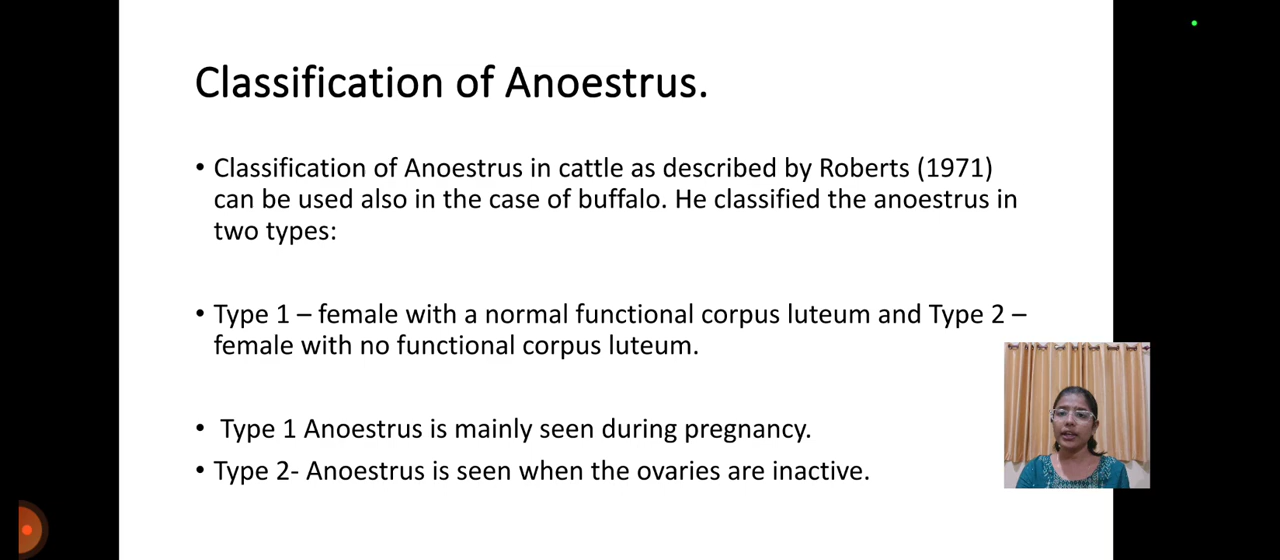 Classification of Anoestrus.
• Classification of Anoestrus in cattle as described by Roberts (1971)
can be used also in the case of buffalo. He classified the anoestrus in
two types:
• Type 1 – female with a normal functional corpus luteum and Type 2 –
female with no functional corpus luteum.
• Type 1 Anoestrus is mainly seen during pregnancy.
• Type 2- Anoestrus is seen when the ovaries are inactive.